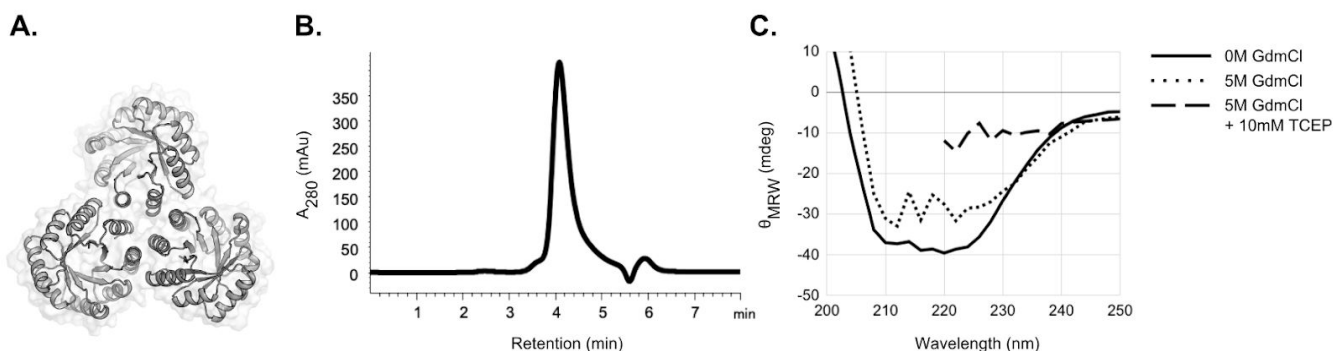 A.
B.
C.
350
300
250
200
150
100
50
0
A280 (mAu)
1 2 3 4 5 6 7 min
Retention (min)
10
0
-10
-20
-30
-40
-50
θMRW (mdeg)
200 210 220 230 240 250
Wavelength (nm)
0M GdmCl
5M GdmCl
5M GdmCl
+ 10mM TCEP